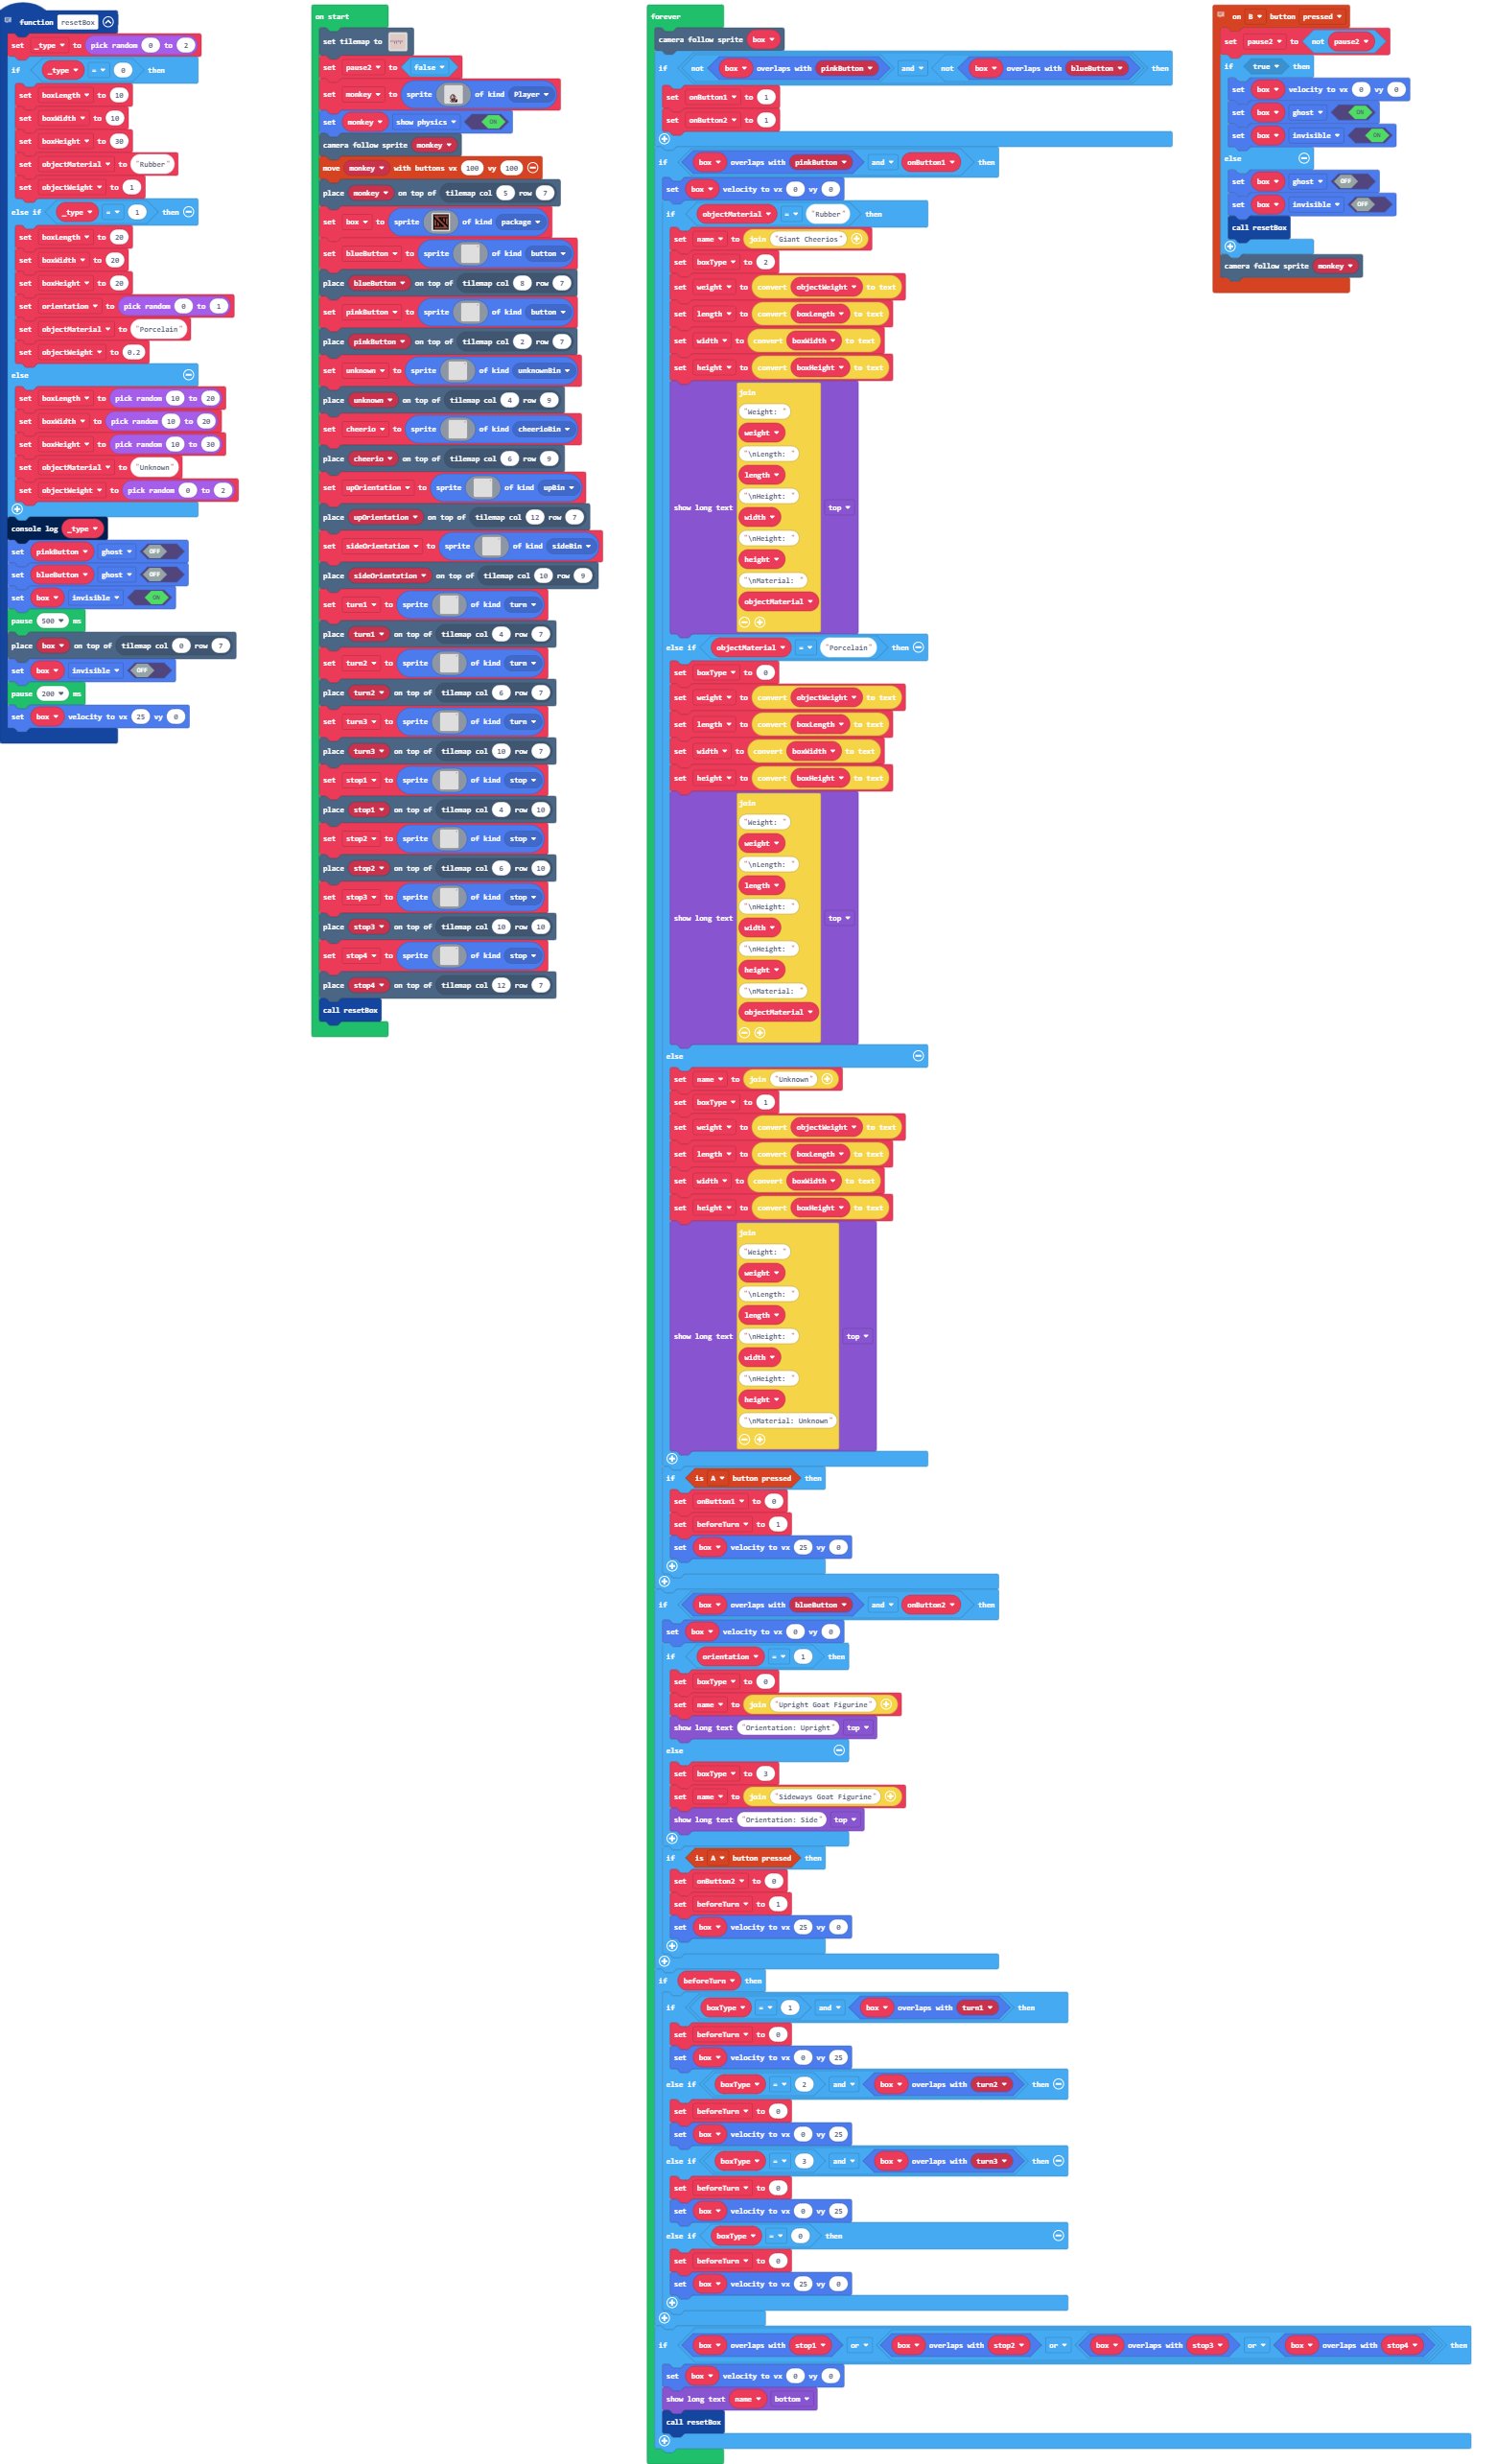 function resetBox
set _type to pick random 0 to 2
if _type = 0 then
set boxLength to 10
set boxWidth to 10
set boxHeight to 30
set objectMaterial to "Rubber"
set objectWeight to 1
else if _type = 1 then
set boxLength to 20
set boxWidth to 20
set boxHeight to 20
set orientation to pick random 0 to 1
set objectMaterial to "Porcelain"
set objectWeight to 0.2
else
set boxLength to pick random 10 to 20
set boxWidth to pick random 10 to 20
set boxHeight to pick random 10 to 30
set objectMaterial to "Unknown"
set objectWeight to pick random 0 to 2
console log _type
set pinkButton ghost OFF
set blueButton ghost OFF
set box invisible ON
pause 500 ms
place box on top of tilemap col 0 row 7
set box invisible OFF
pause 200 ms
set box velocity to vx 25 vy 0
on start
set tilemap to
set pause2 to false
set monkey to sprite of kind Player
set monkey show physics ON
camera follow sprite monkey
move monkey with buttons vx 100 vy 100
place monkey on top of tilemap col 5 row 7
set box to sprite of kind package
set blueButton to sprite of kind button
place blueButton on top of tilemap col 8 row 7
set pinkButton to sprite of kind button
place pinkButton on top of tilemap col 2 row 7
set unknown to sprite of kind unknownBin
place unknown on top of tilemap col 4 row 9
set cheerio to sprite of kind cheerioBin
place cheerio on top of tilemap col 6 row 9
set upOrientation to sprite of kind upBin
place upOrientation on top of tilemap col 12 row 7
set sideOrientation to sprite of kind sideBin
place sideOrientation on top of tilemap col 10 row 9
set turn1 to sprite of kind turn
place turn1 on top of tilemap col 4 row 7
set turn2 to sprite of kind turn
place turn2 on top of tilemap col 6 row 7
set turn3 to sprite of kind turn
place turn3 on top of tilemap col 10 row 7
set stop1 to sprite of kind stop
place stop1 on top of tilemap col 4 row 10
set stop2 to sprite of kind stop
place stop2 on top of tilemap col 6 row 10
set stop3 to sprite of kind stop
place stop3 on top of tilemap col 10 row 10
set stop4 to sprite of kind stop
place stop4 on top of tilemap col 12 row 7
call resetBox
forever
camera follow sprite box
if not box overlaps with pinkButton and not box overlaps with blueButton then
set onButton1 to 1
set onButton2 to 1
if box overlaps with pinkButton and onButton1 then
set box velocity to vx 0 vy 0
if objectMaterial = "Rubber" then
set name to join "Giant Cheerios"
set boxType to 2
set weight to convert objectWeight to text
set length to convert boxLength to text
set width to convert boxWidth to text
set height to convert boxHeight to text
join
"Weight: "
weight
"\nLength: "
length
"\nHeight: "
show long text width top
"\nHeight: "
height
"\nMaterial: "
objectMaterial
else if objectMaterial = "Porcelain" then
set boxType to 0
set weight to convert objectWeight to text
set length to convert boxLength to text
set width to convert boxWidth to text
set height to convert boxHeight to text
join
"Weight: "
weight
"\nLength: "
length
"\nHeight: "
show long text width top
"\nHeight: "
height
"\nMaterial: "
objectMaterial
else
set name to join "Unknown"
set boxType to 1
set weight to convert objectWeight to text
set length to convert boxLength to text
set width to convert boxWidth to text
set height to convert boxHeight to text
join
"Weight: "
weight
"\nLength: "
length
show long text "\nHeight: " top
width
"\nHeight: "
height
"\nMaterial: Unknown"
if is A button pressed then
set onButton1 to 0
set beforeTurn to 1
set box velocity to vx 25 vy 0
if box overlaps with blueButton and onButton2 then
set box velocity to vx 0 vy 0
if orientation = 1 then
set boxType to 0
set name to join "Upright Goat Figurine"
show long text "Orientation: Upright" top
else
set boxType to 3
set name to join "Sideways Goat Figurine"
show long text "Orientation: Side" top
if is A button pressed then
set onButton2 to 0
set beforeTurn to 1
set box velocity to vx 25 vy 0
if beforeTurn then
if boxType = 1 and box overlaps with turn1 then
set beforeTurn to 0
set box velocity to vx 0 vy 25
else if boxType = 2 and box overlaps with turn2 then
set beforeTurn to 0
set box velocity to vx 0 vy 25
else if boxType = 3 and box overlaps with turn3 then
set beforeTurn to 0
set box velocity to vx 0 vy 25
else if boxType = 0 then
set beforeTurn to 0
set box velocity to vx 25 vy 0
if box overlaps with stop1 or box overlaps with stop2 or box overlaps with stop3 or box overlaps with stop4 then
set box velocity to vx 0 vy 0
show long text name bottom
call resetBox
on B button pressed
set pause2 to not pause2
if true then
set box velocity to vx 0 vy 0
set box ghost ON
set box invisible ON
else
set box ghost OFF
set box invisible OFF
call resetBox
camera follow sprite monkey